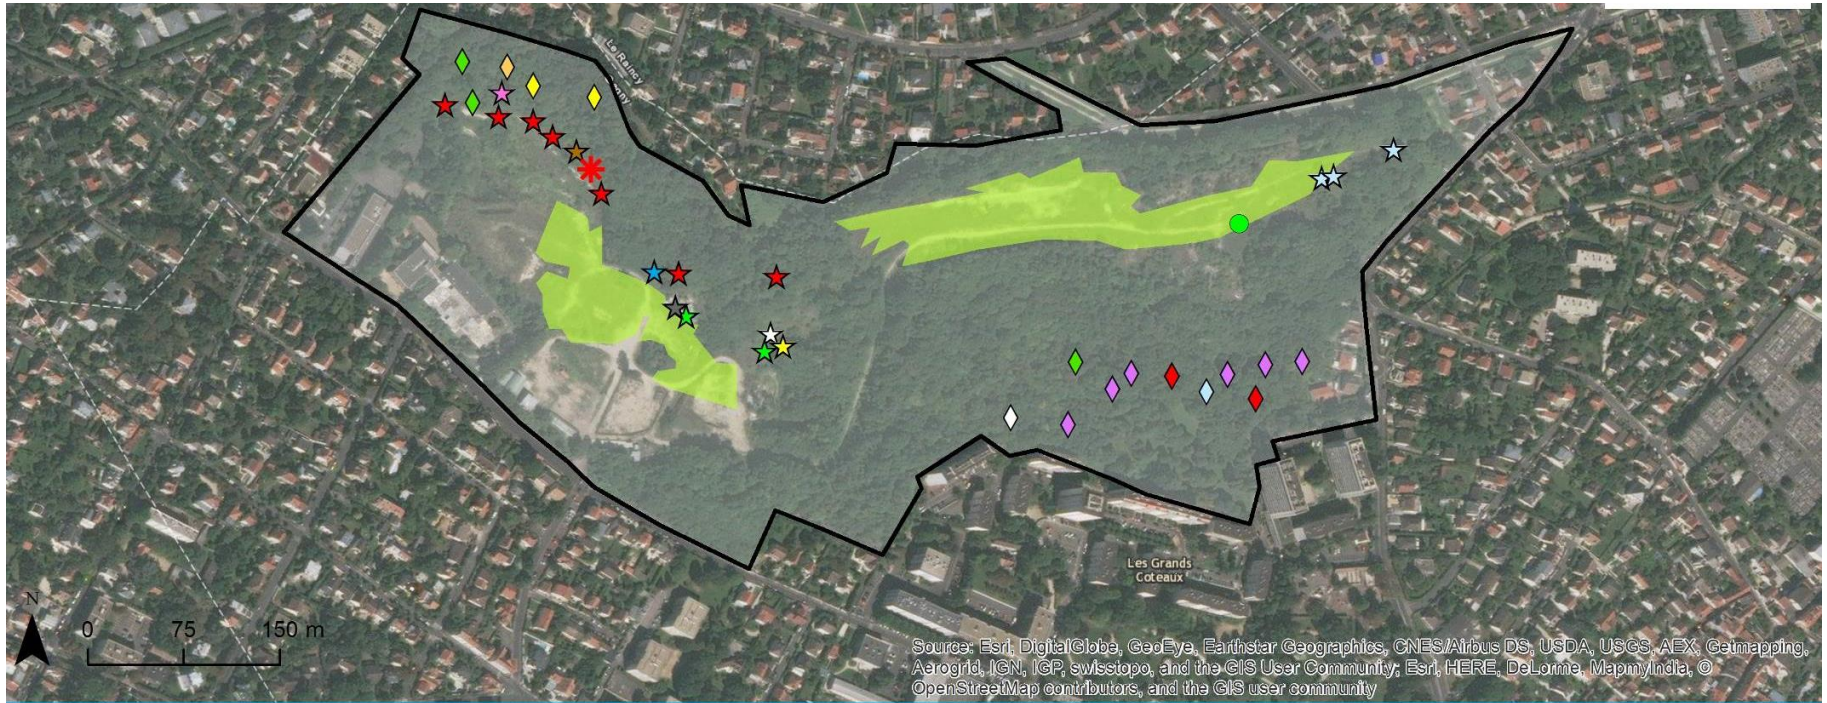 Le Raincy
N
0 75 150 m
Les Grands
Coteaux
Source: Esri, DigitalGlobe, GeoEye, Earthstar Geographics, CNES/Airbus DS, USDA, USGS, AEX, Getmapping,
Aerogrid, IGN, IGP, swisstopo, and the GIS User Community; Esri, HERE, DeLorme, MapmyIndia, ©
OpenStreetMap contributors, and the GIS user community